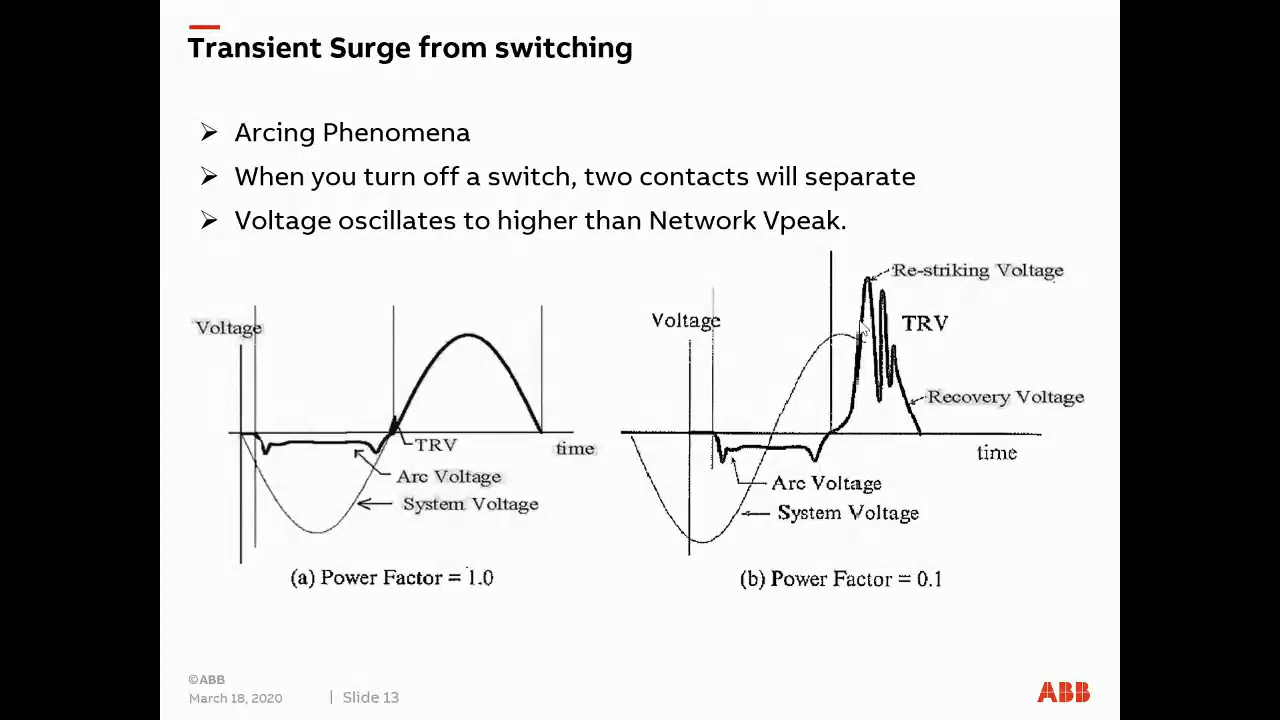 Transient Surge from switching
➢ Arcing Phenomena
➢ When you turn off a switch, two contacts will separate
➢ Voltage oscillates to higher than Network Vpeak.
Voltage
TRV
time
Arc Voltage
System Voltage
(a) Power Factor = 1.0
Re-striking Voltage
Voltage
TRV
Recovery Voltage
time
Arc Voltage
System Voltage
(b) Power Factor = 0.1
©ABB
March 18, 2020 | Slide 13
ABB